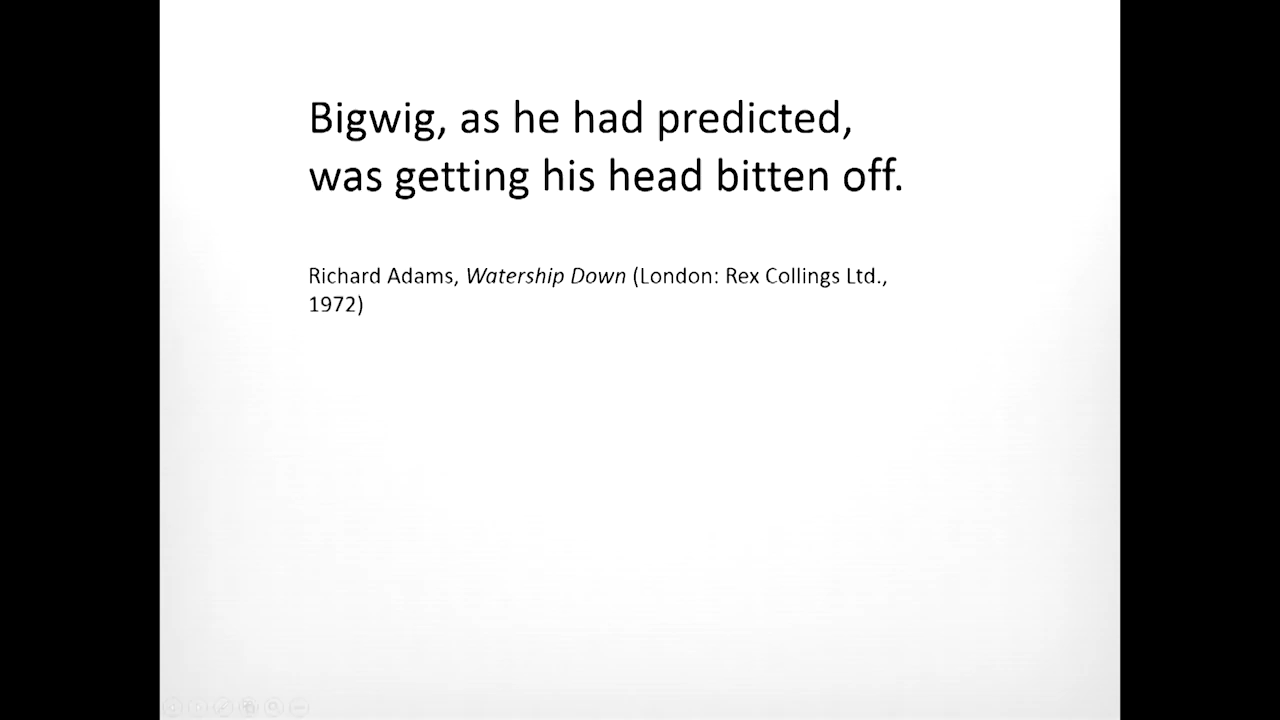 Bigwig, as he had predicted,
was getting his head bitten off.
Richard Adams, Watership Down (London: Rex Collings Ltd.,
1972)